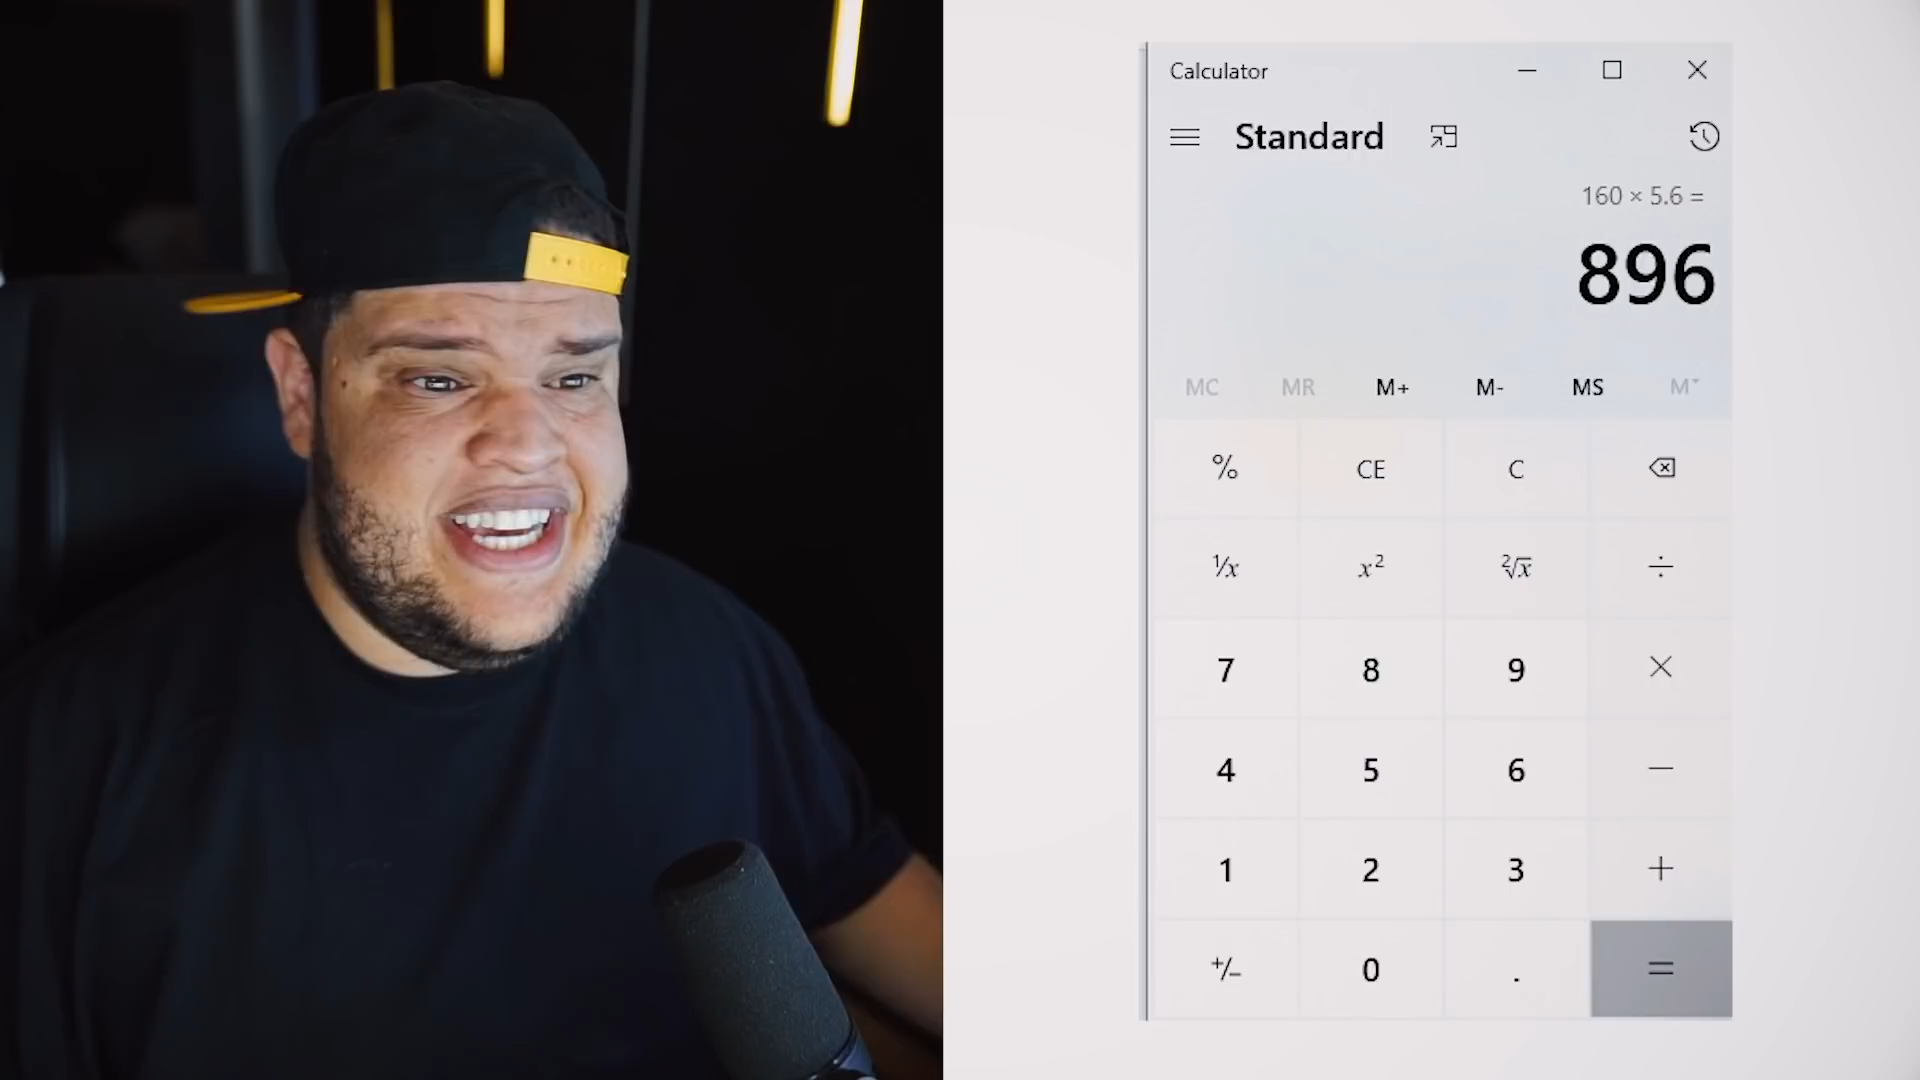 Calculator
Standard
160 × 5.6 =
896
MC MR M+ M- MS M˅
% CE C
¹⁄x x² ²√x ÷
7 8 9 ×
4 5 6 −
1 2 3 +
+/− 0 . =